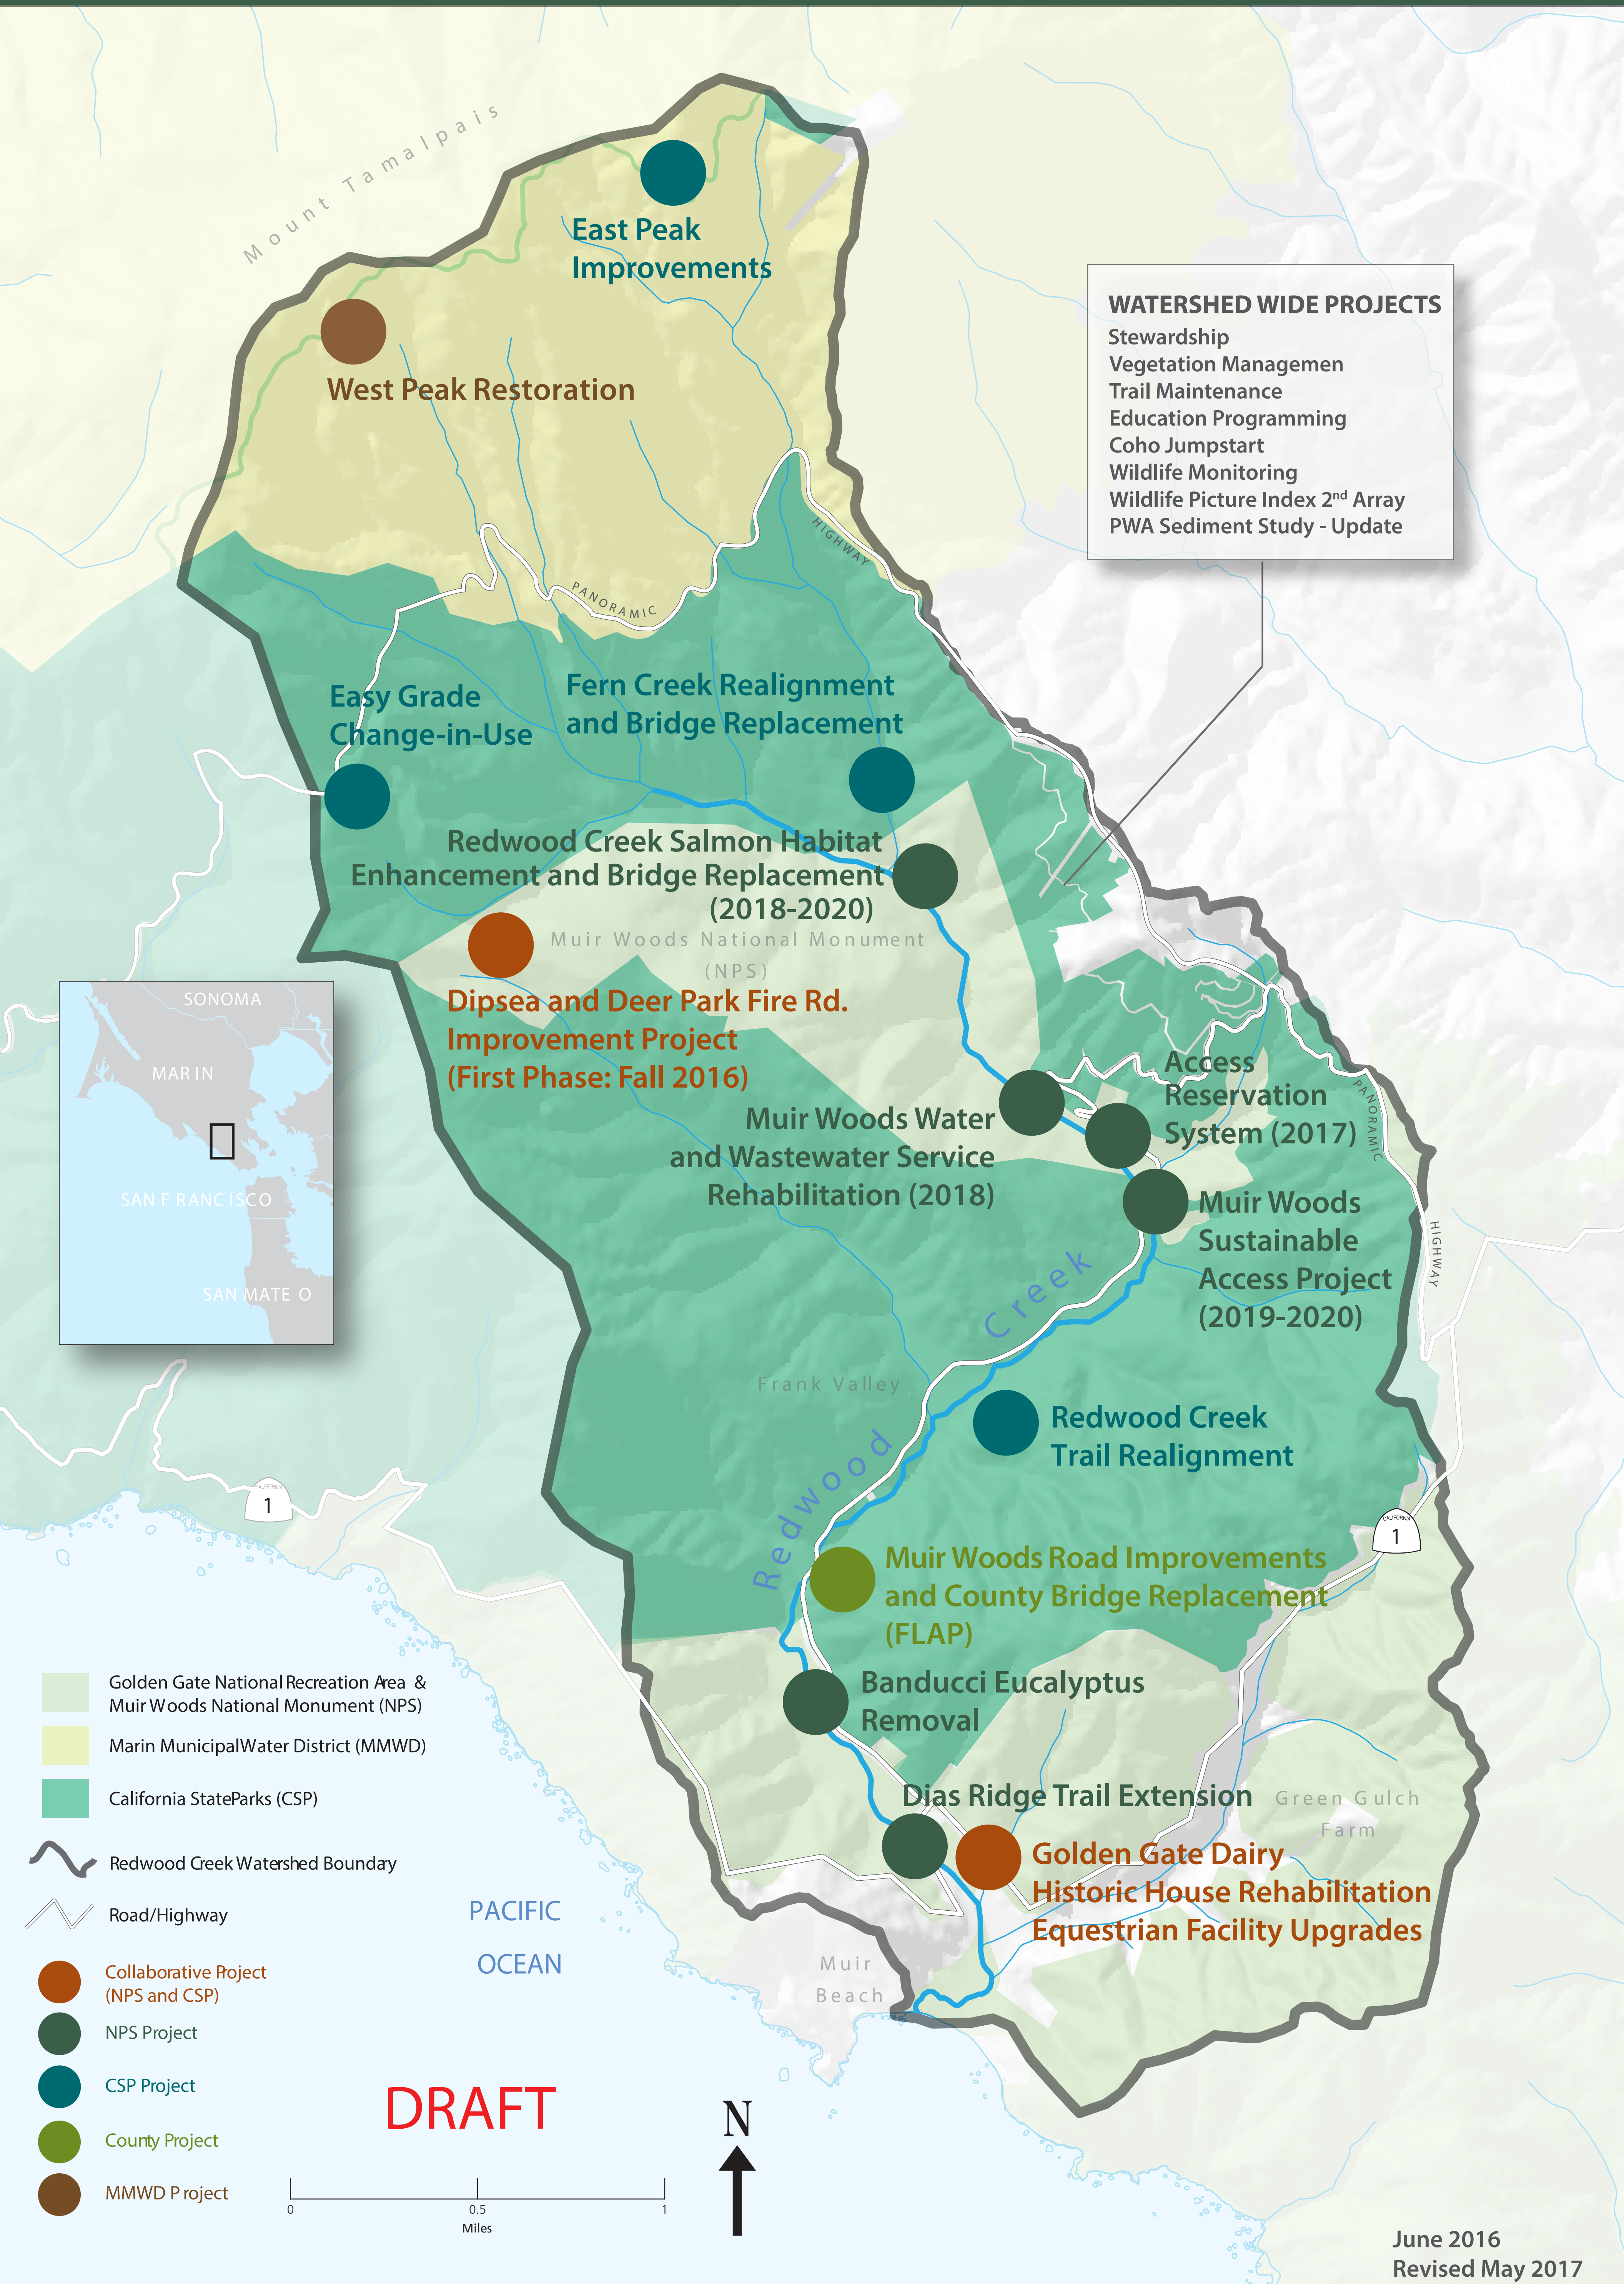 Mount Tamalpais
East Peak
Improvements
West Peak Restoration
WATERSHED WIDE PROJECTS
Stewardship
Vegetation Managemen
Trail Maintenance
Education Programming
Coho Jumpstart
Wildlife Monitoring
Wildlife Picture Index 2nd Array
PWA Sediment Study - Update
HIGHWAY
PANORAMIC
Easy Grade
Change-in-Use
Fern Creek Realignment
and Bridge Replacement
Redwood Creek Salmon Habitat
Enhancement and Bridge Replacement
(2018-2020)
Muir Woods National Monument
(NPS)
Dipsea and Deer Park Fire Rd.
Improvement Project
(First Phase: Fall 2016)
SONOMA
MARIN
SAN FRANCISCO
SAN MATEO
Muir Woods Water
and Wastewater Service
Rehabilitation (2018)
Access
Reservation
System (2017)
PANORAMIC
HIGHWAY
Muir Woods
Sustainable
Access Project
(2019-2020)
Redwood Creek
Frank Valley
Redwood Creek
Trail Realignment
CALIFORNIA
1
CALIFORNIA
1
Muir Woods Road Improvements
and County Bridge Replacement
(FLAP)
Banducci Eucalyptus
Removal
Dias Ridge Trail Extension
Green Gulch
Farm
Golden Gate Dairy
Historic House Rehabilitation
Equestrian Facility Upgrades
Muir
Beach
PACIFIC
OCEAN
Golden Gate National Recreation Area &
Muir Woods National Monument (NPS)
Marin MunicipalWater District (MMWD)
California StateParks (CSP)
Redwood Creek Watershed Boundary
Road/Highway
Collaborative Project
(NPS and CSP)
NPS Project
CSP Project
County Project
MMWD Project
DRAFT
N
0
0.5
1
Miles
June 2016
Revised May 2017